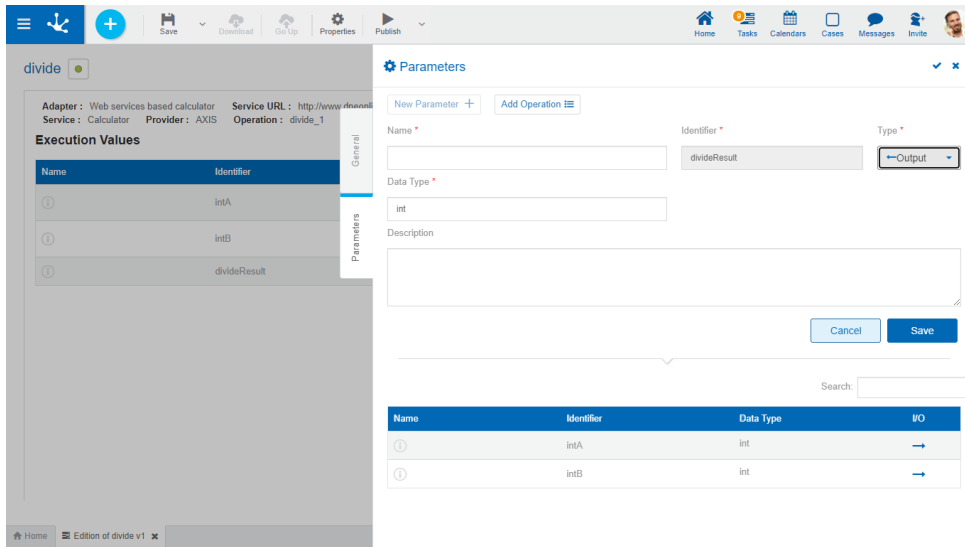 Save
Download
Go Up
Properties
Publish
Home
9
Tasks
Calendars
Cases
Messages
Invite
divide
Adapter : Web services based calculator Service URL : http://www.dneonli
Service : Calculator Provider : AXIS Operation : divide_1
Execution Values
Name Identifier
intA
intB
divideResult
General
Parameters
Parameters
New Parameter +
Add Operation
Name *
Identifier *
Type *
divideResult
Output
Data Type *
int
Description
Cancel
Save
Search:
Name Identifier Data Type I/O
intA int
intB int
Home
Edition of divide v1